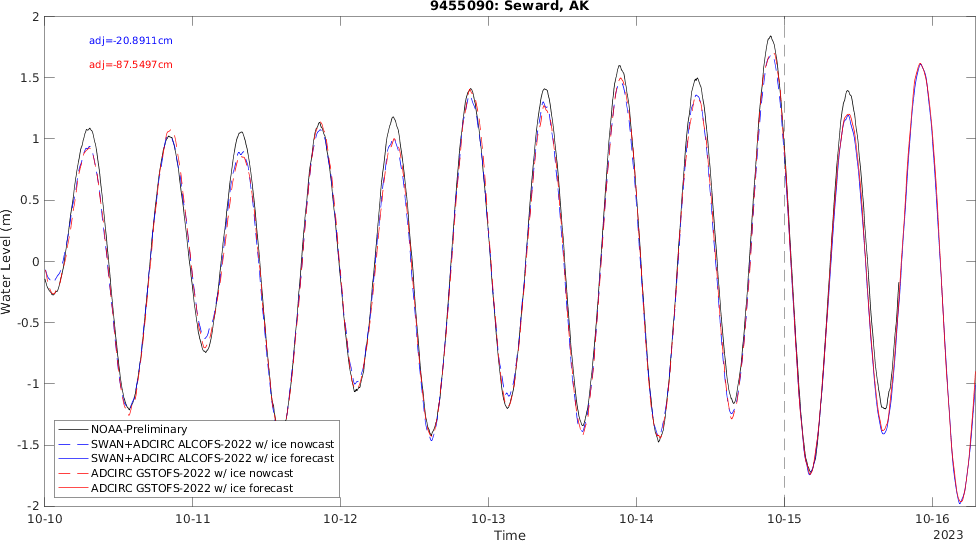 9455090: Seward, AK
adj=-20.8911cm
adj=-87.5497cm
Water Level (m)
2
1.5
1
0.5
0
-0.5
-1
-1.5
-2
NOAA-Preliminary
SWAN+ADCIRC ALCOFS-2022 w/ ice nowcast
SWAN+ADCIRC ALCOFS-2022 w/ ice forecast
ADCIRC GSTOFS-2022 w/ ice nowcast
ADCIRC GSTOFS-2022 w/ ice forecast
10-10 10-11 10-12 10-13 10-14 10-15 10-16
Time
2023